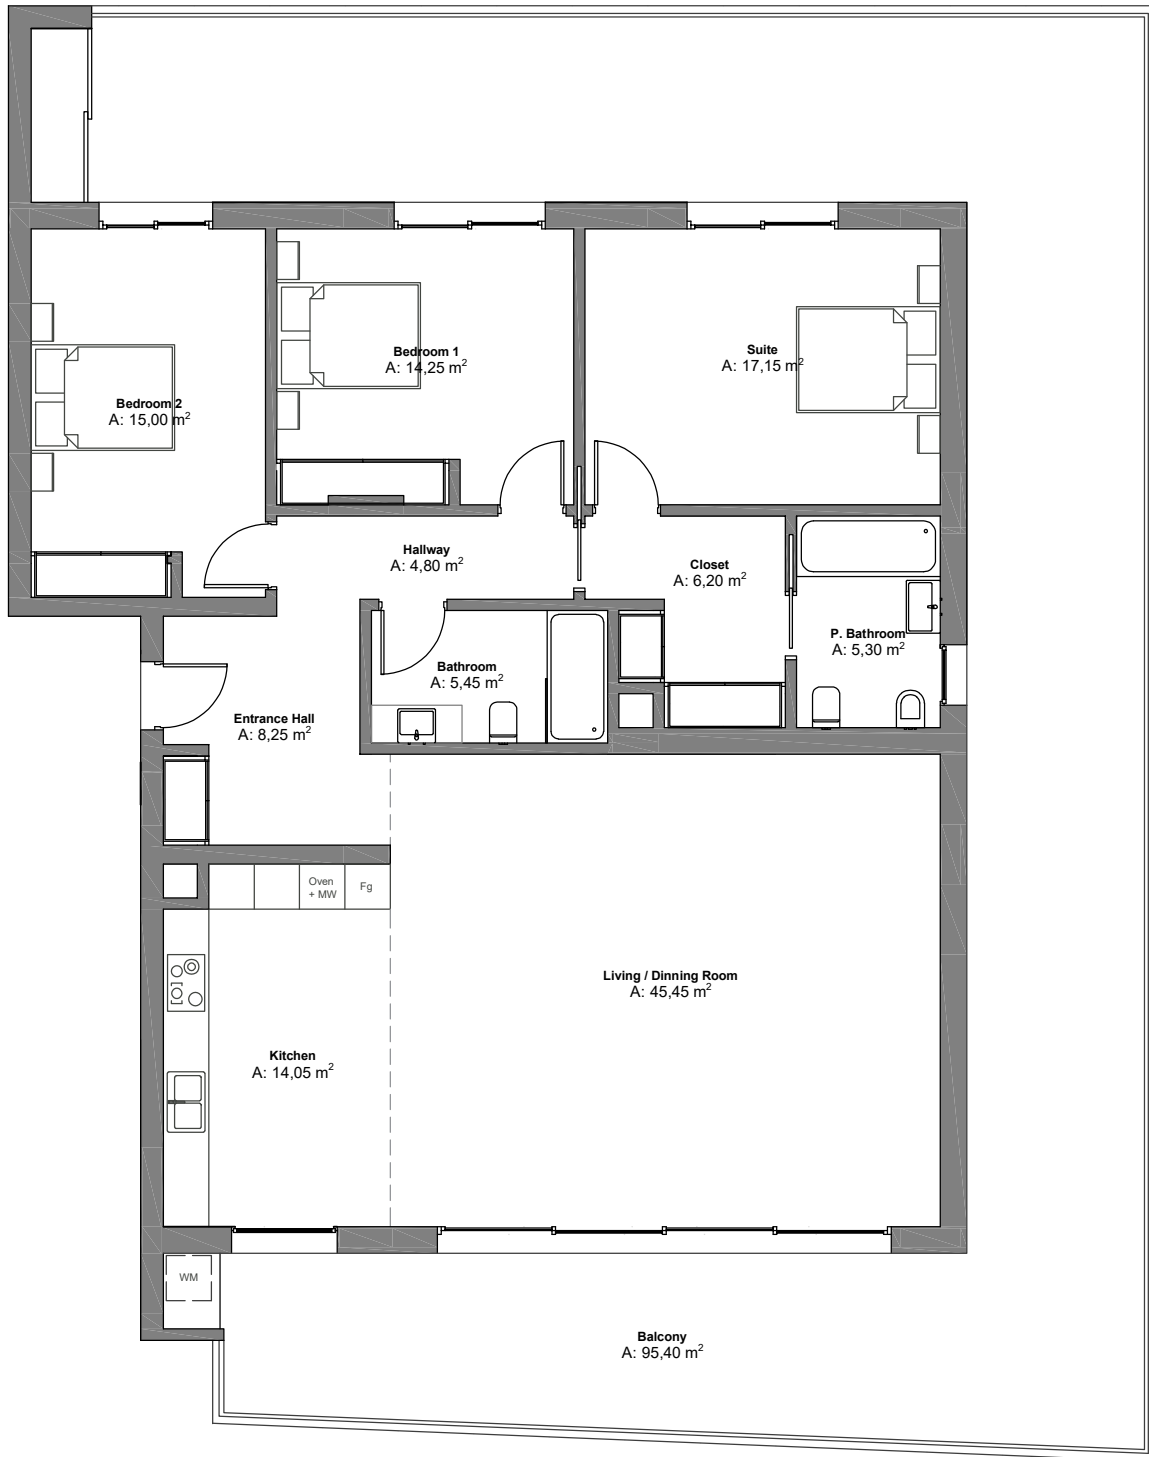 Bedroom 1
A: 14,25 m²
Suite
A: 17,15 m²
Bedroom 2
A: 15,00 m²
Hallway
A: 4,80 m²
Closet
A: 6,20 m²
P. Bathroom
A: 5,30 m²
Bathroom
A: 5,45 m²
Entrance Hall
A: 8,25 m²
Oven
+ MW
Fg
Living / Dinning Room
A: 45,45 m²
Kitchen
A: 14,05 m²
WM
Balcony
A: 95,40 m²